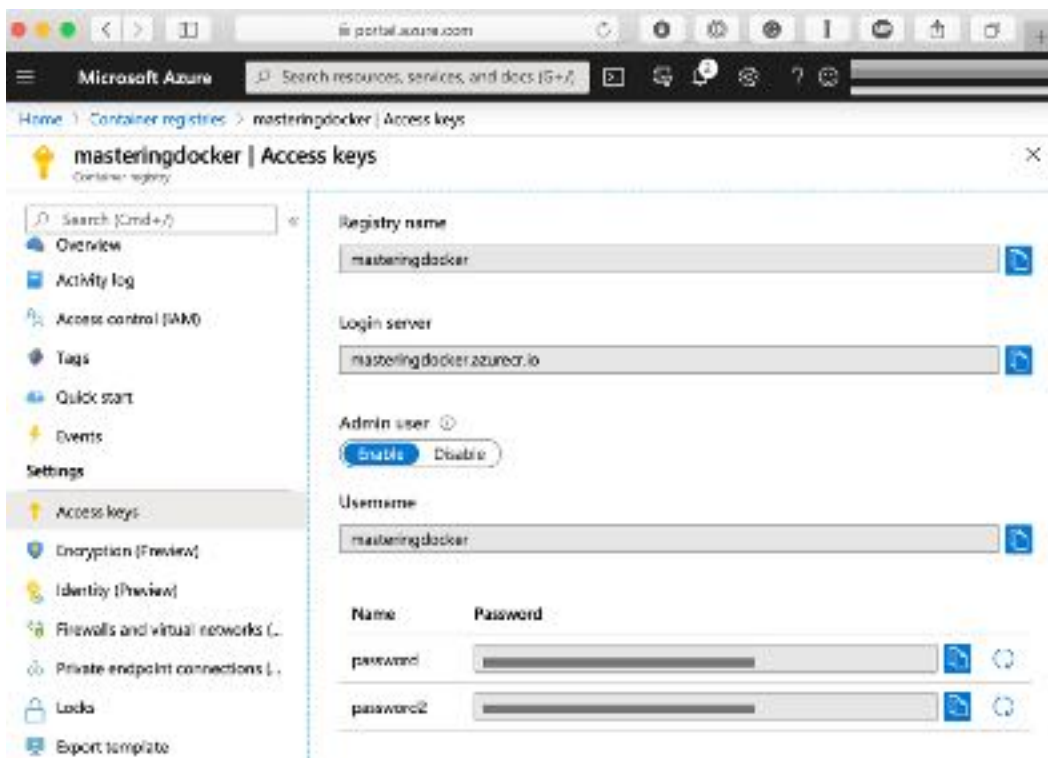 portal.azure.com
Microsoft Azure
Search resources, services, and docs (G+/)
2
?
Home > Container registries > masteringdocker | Access keys
masteringdocker | Access keys
Container registry
Search (Cmd+/)
«
Overview
Activity log
Access control (IAM)
Tags
Quick start
Events
Settings
Access keys
Encryption (Preview)
Identity (Preview)
Firewalls and virtual networks (...
Private endpoint connections (...
Locks
Export template
Registry name
masteringdocker
Login server
masteringdocker.azurecr.io
Admin user
Enable Disable
Username
masteringdocker
Name Password
password
password2